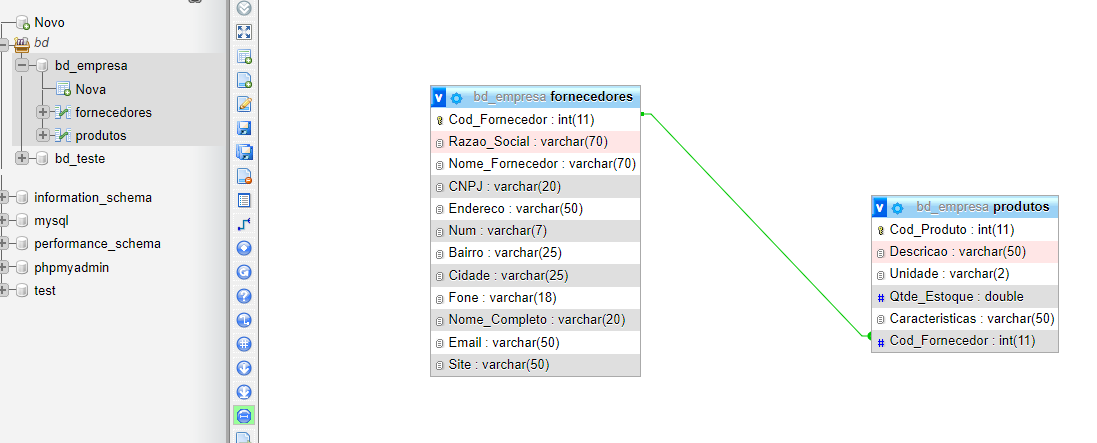 Novo
bd
bd_empresa
Nova
fornecedores
produtos
bd_teste
information_schema
mysql
performance_schema
phpmyadmin
test
v bd_empresa fornecedores
Cod_Fornecedor : int(11)
Razao_Social : varchar(70)
Nome_Fornecedor : varchar(70)
CNPJ : varchar(20)
Endereco : varchar(50)
Num : varchar(7)
Bairro : varchar(25)
Cidade : varchar(25)
Fone : varchar(18)
Nome_Completo : varchar(20)
Email : varchar(50)
Site : varchar(50)
v bd_empresa produtos
Cod_Produto : int(11)
Descricao : varchar(50)
Unidade : varchar(2)
# Qtde_Estoque : double
Caracteristicas : varchar(50)
# Cod_Fornecedor : int(11)